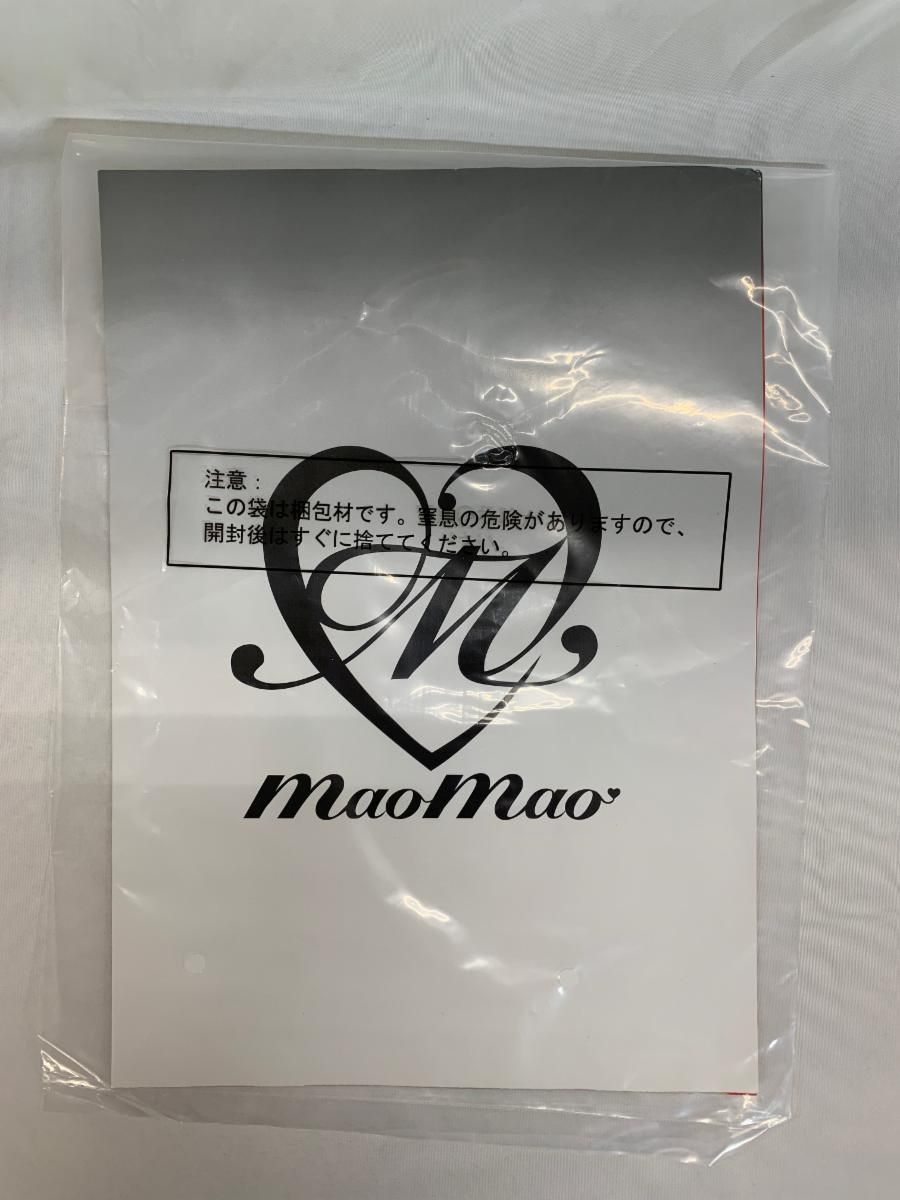 注意：
この袋は梱包材です。窒息の危険がありますので、
開封後はすぐに捨ててください。
M
maomao